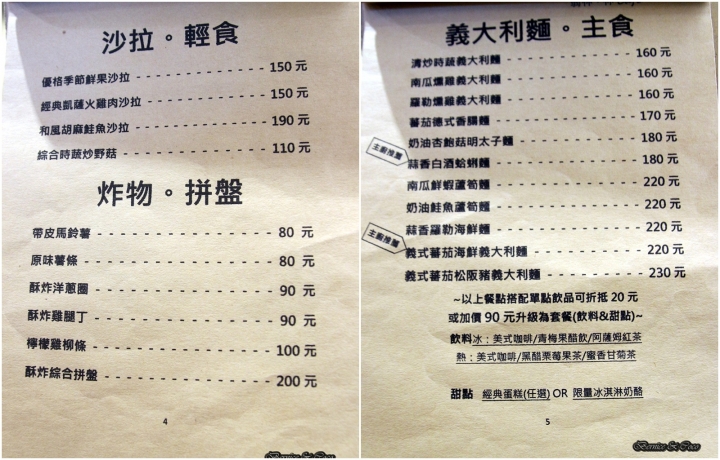 沙拉。輕食
優格季節鮮果沙拉 - - - - - - - - - - - - - - 150 元
經典凱薩火雞肉沙拉 - - - - - - - - - - - - 150 元
和風胡麻鮭魚沙拉 - - - - - - - - - - - - - - 190 元
綜合時蔬炒野菇 - - - - - - - - - - - - - - - - 110 元
炸物。拼盤
帶皮馬鈴薯 - - - - - - - - - - - - - - - - - - 80 元
原味薯條 - - - - - - - - - - - - - - - - - - - 80 元
酥炸洋蔥圈 - - - - - - - - - - - - - - - - - - 90 元
酥炸雞腿丁 - - - - - - - - - - - - - - - - - - 90 元
檸檬雞柳條 - - - - - - - - - - - - - - - - - - 100 元
酥炸綜合拼盤 - - - - - - - - - - - - - - - - 200 元
4
Bernice & Coco
義大利麵。主食
清炒時蔬義大利麵 - - - - - - - - - - - - 160 元
南瓜燻雞義大利麵 - - - - - - - - - - - - 160 元
羅勒燻雞義大利麵 - - - - - - - - - - - - 160 元
蕃茄德式香腸麵 - - - - - - - - - - - - - - 170 元
奶油杏鮑菇明太子麵 - - - - - - - - - - - 180 元
主廚推薦
蒜香白酒蛤蜊麵 - - - - - - - - - - - - - - 180 元
南瓜鮮蝦蘆筍麵 - - - - - - - - - - - - - - 220 元
奶油鮭魚蘆筍麵 - - - - - - - - - - - - - - 220 元
蒜香羅勒海鮮麵 - - - - - - - - - - - - - - 220 元
主廚推薦
義式蕃茄海鮮義大利麵 - - - - - - - - - - 220 元
義式蕃茄松阪豬義大利麵 - - - - - - - - - 230 元
~以上餐點搭配單點飲品可折抵 20 元
或加價 90 元升級為套餐(飲料&甜點)~
飲料冰：美式咖啡/青梅果醋飲/阿薩姆紅茶
熱：美式咖啡/黑醋栗莓果茶/蜜香甘菊茶
甜點 經典蛋糕(任選) OR 限量冰淇淋奶酪
5
Bernice & Coco